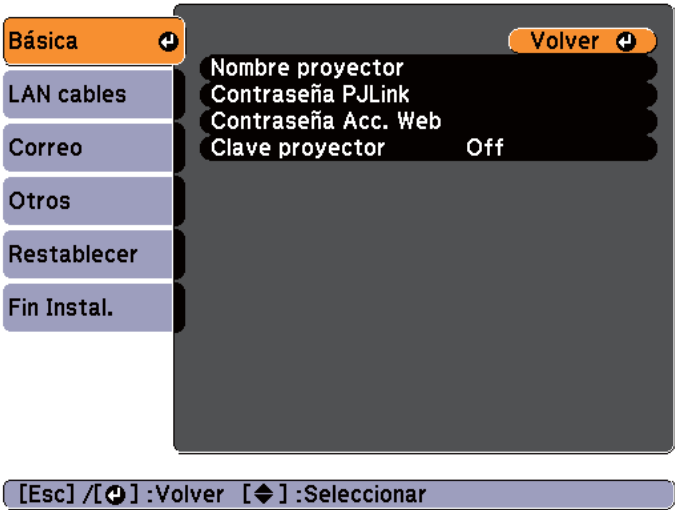 Básica
LAN cables
Correo
Otros
Restablecer
Fin Instal.
Volver
Nombre proyector
Contraseña PJLink
Contraseña Acc. Web
Clave proyector Off
[Esc] /[ ] :Volver [ ] :Seleccionar